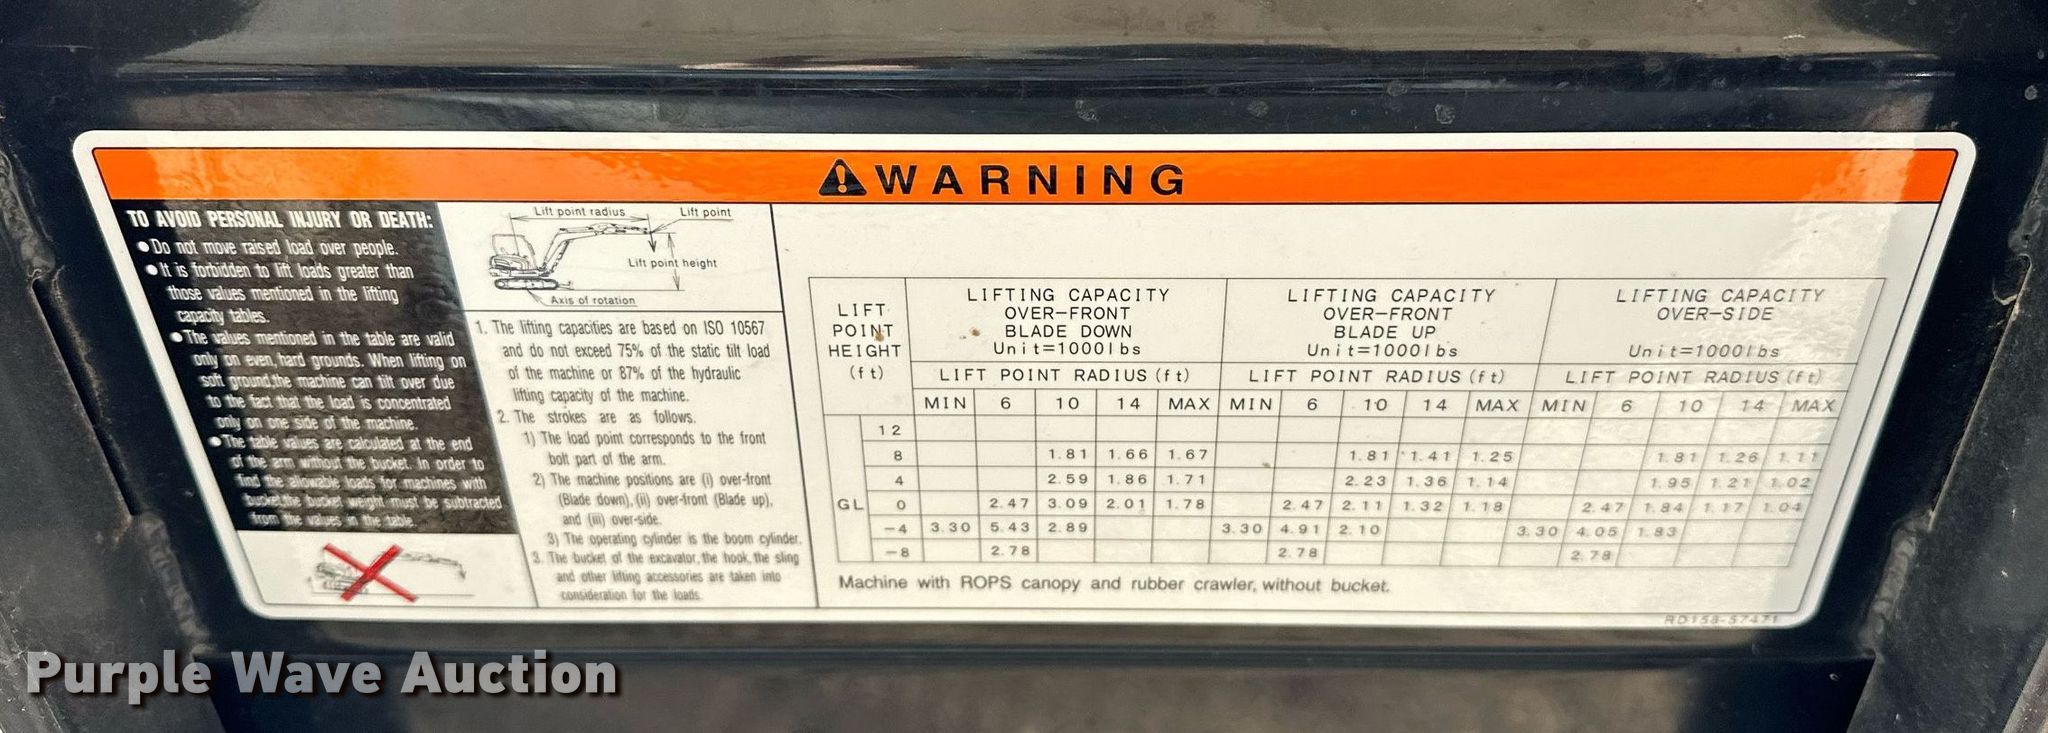 WARNING
TO AVOID PERSONAL INJURY OR DEATH:
●Do not move raised load over people.
●It is forbidden to lift loads greater than
those values mentioned in the lifting
capacity tables.
●The values mentioned in the table are valid
only on even, hard grounds. When lifting on
soft ground,the machine can tilt over due
to the fact that the load is concentrated
only on one side of the machine.
●The table values are calculated at the end
of the arm without the bucket. In order to
find the allowable loads for machines with
bucket,the bucket weight must be subtracted
from the values in the table.
Lift point radius
Lift point
Lift point height
Axis of rotation
1. The lifting capacities are based on ISO 10567
and do not exceed 75% of the static tilt load
of the machine or 87% of the hydraulic
lifting capacity of the machine.
2. The strokes are as follows.
1) The load point corresponds to the front
bolt part of the arm.
2) The machine positions are (i) over-front
(Blade down), (ii) over-front (Blade up),
and (iii) over-side.
3) The operating cylinder is the boom cylinder.
3. The bucket of the excavator, the hook, the sling
and other lifting accessories are taken into
consideration for the loads.
LIFT POINT HEIGHT (ft)
LIFTING CAPACITY OVER-FRONT BLADE DOWN Unit=1000lbs
LIFTING CAPACITY OVER-FRONT BLADE UP Unit=1000lbs
LIFTING CAPACITY OVER-SIDE Unit=1000lbs
LIFT POINT RADIUS (ft) LIFT POINT RADIUS (ft) LIFT POINT RADIUS (ft)
MIN 6 10 14 MAX MIN 6 10 14 MAX MIN 6 10 14 MAX
12
8 1.81 1.66 1.67 1.81 1.41 1.25 1.81 1.26 1.11
4 2.59 1.86 1.71 2.23 1.36 1.14 1.95 1.21 1.02
GL 0 2.47 3.09 2.01 1.78 2.47 2.11 1.32 1.18 2.47 1.84 1.17 1.04
-4 3.30 5.43 2.89 3.30 4.91 2.10 3.30 4.05 1.83
-8 2.78 2.78 2.78
Machine with ROPS canopy and rubber crawler, without bucket.
RD158-57471
Purple Wave Auction